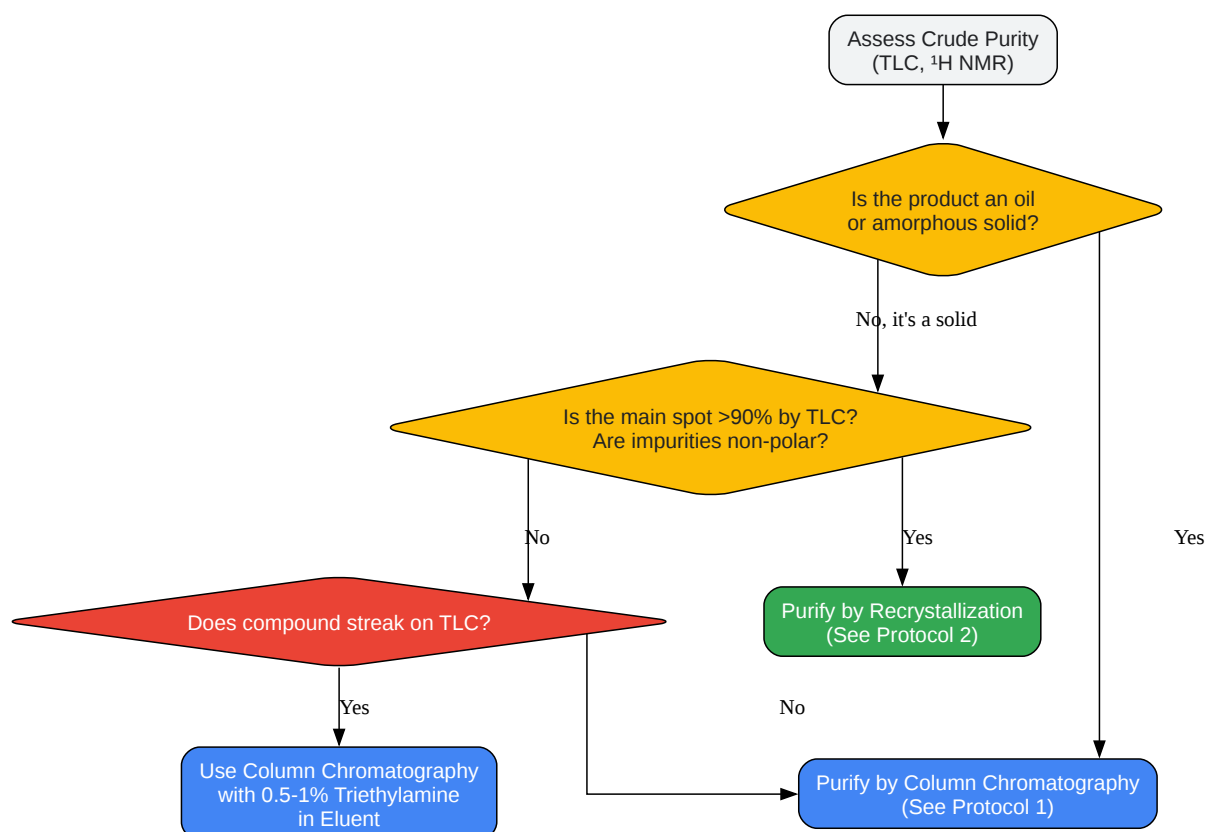 Assess Crude Purity
(TLC, ¹H NMR)
Is the product an oil
or amorphous solid?
No, it's a solid
Is the main spot >90% by TLC?
Are impurities non-polar?
No
Yes
Yes
Does compound streak on TLC?
Purify by Recrystallization
(See Protocol 2)
Yes
No
Use Column Chromatography
with 0.5-1% Triethylamine
in Eluent
Purify by Column Chromatography
(See Protocol 1)